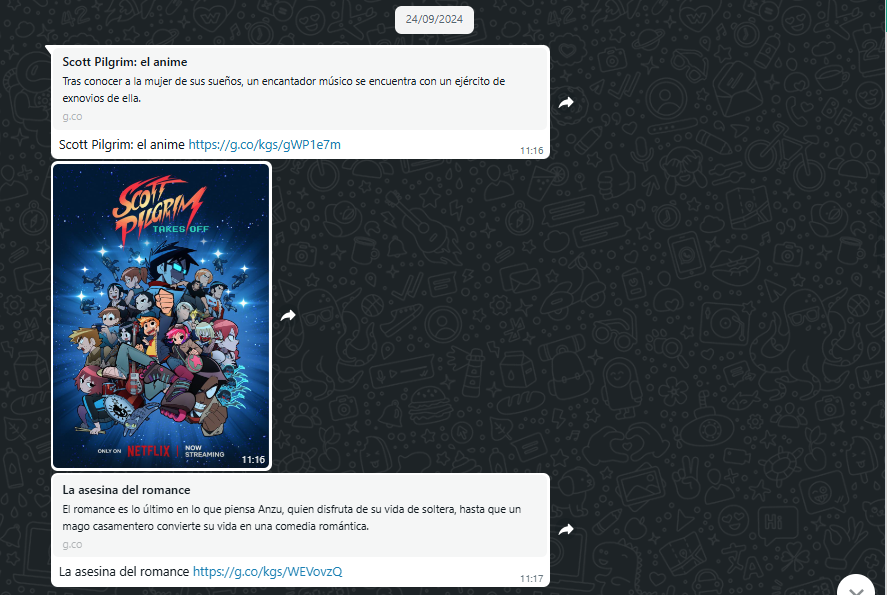 24/09/2024
Scott Pilgrim: el anime
Tras conocer a la mujer de sus sueños, un encantador músico se encuentra con un ejército de
exnovios de ella.
g.co
Scott Pilgrim: el anime https://g.co/kgs/gWP1e7m
11:16
SCOTT
PILGRIM
TAKES OFF
ONLY ON NETFLIX
NOW
STREAMING
11:16
La asesina del romance
El romance es lo último en lo que piensa Anzu, quien disfruta de su vida de soltera, hasta que un
mago casamentero convierte su vida en una comedia romántica.
g.co
La asesina del romance https://g.co/kgs/WEVovzQ
11:17